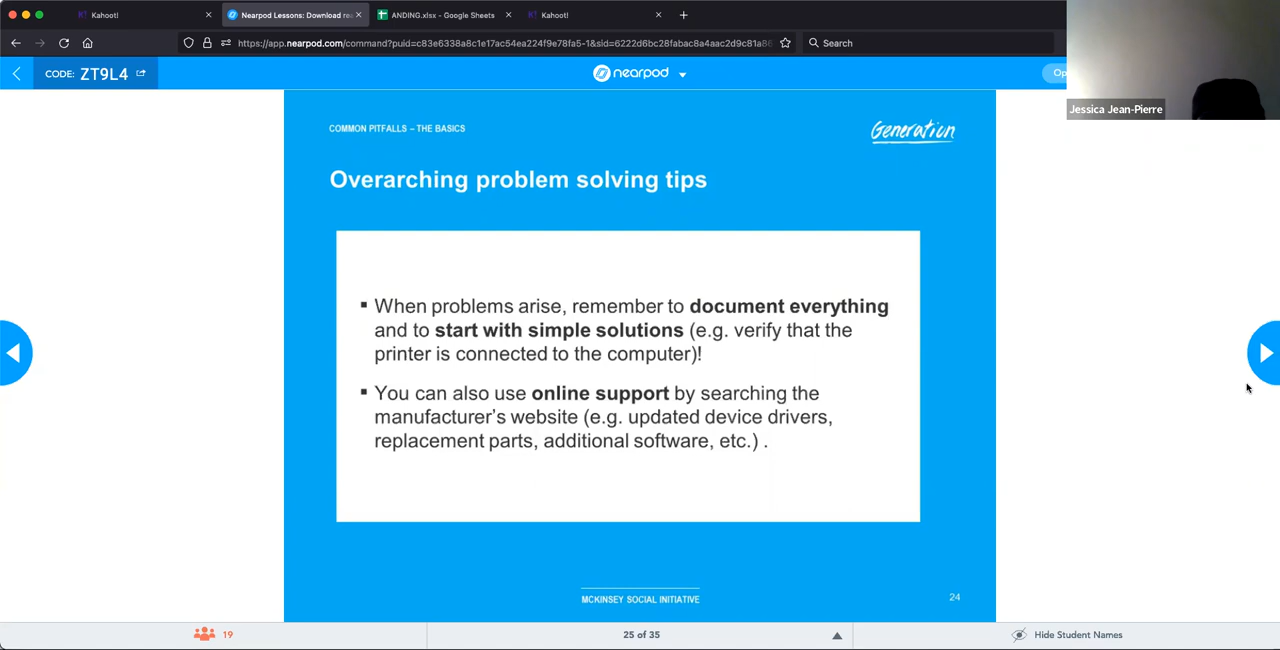 Kahoot!
Nearpod Lessons: Download re
ANDING.xlsx - Google Sheets
Kahoot!
https://app.nearpod.com/command?puid=c83e6338a8c1e17ac54ea224f9e78fa5-1&sid=6222d6bc28fabac8a4aac2d9c81a86
Search
CODE: ZT9L4
nearpod
Op
Jessica Jean-Pierre
COMMON PITFALLS – THE BASICS
Generation
Overarching problem solving tips
▪ When problems arise, remember to document everything
and to start with simple solutions (e.g. verify that the
printer is connected to the computer)!
▪ You can also use online support by searching the
manufacturer's website (e.g. updated device drivers,
replacement parts, additional software, etc.) .
MCKINSEY SOCIAL INITIATIVE
24
19
25 of 35
Hide Student Names